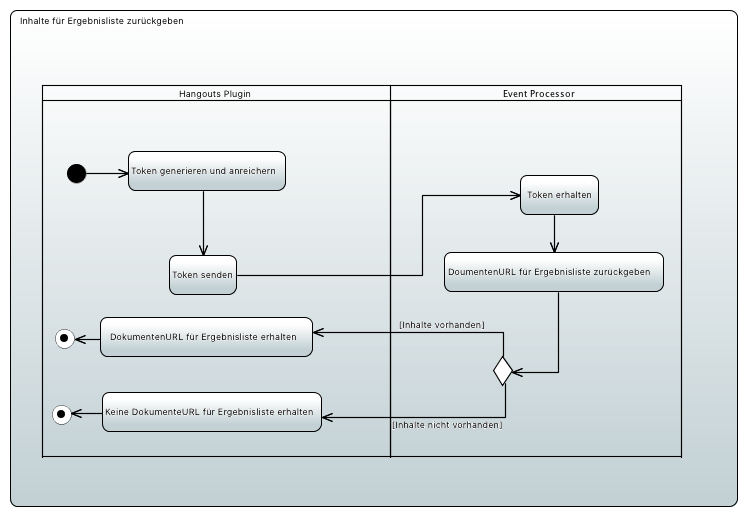 Inhalte für Ergebnisliste zurückgeben
Hangouts Plugin
Event Processor
Token generieren und anreichern
Token erhalten
Token senden
DoumentenURL für Ergebnisliste zurückgeben
[Inhalte vorhanden]
DokumentenURL für Ergebnisliste erhalten
Keine DokumenteURL für Ergebnisliste erhalten
[Inhalte nicht vorhanden]